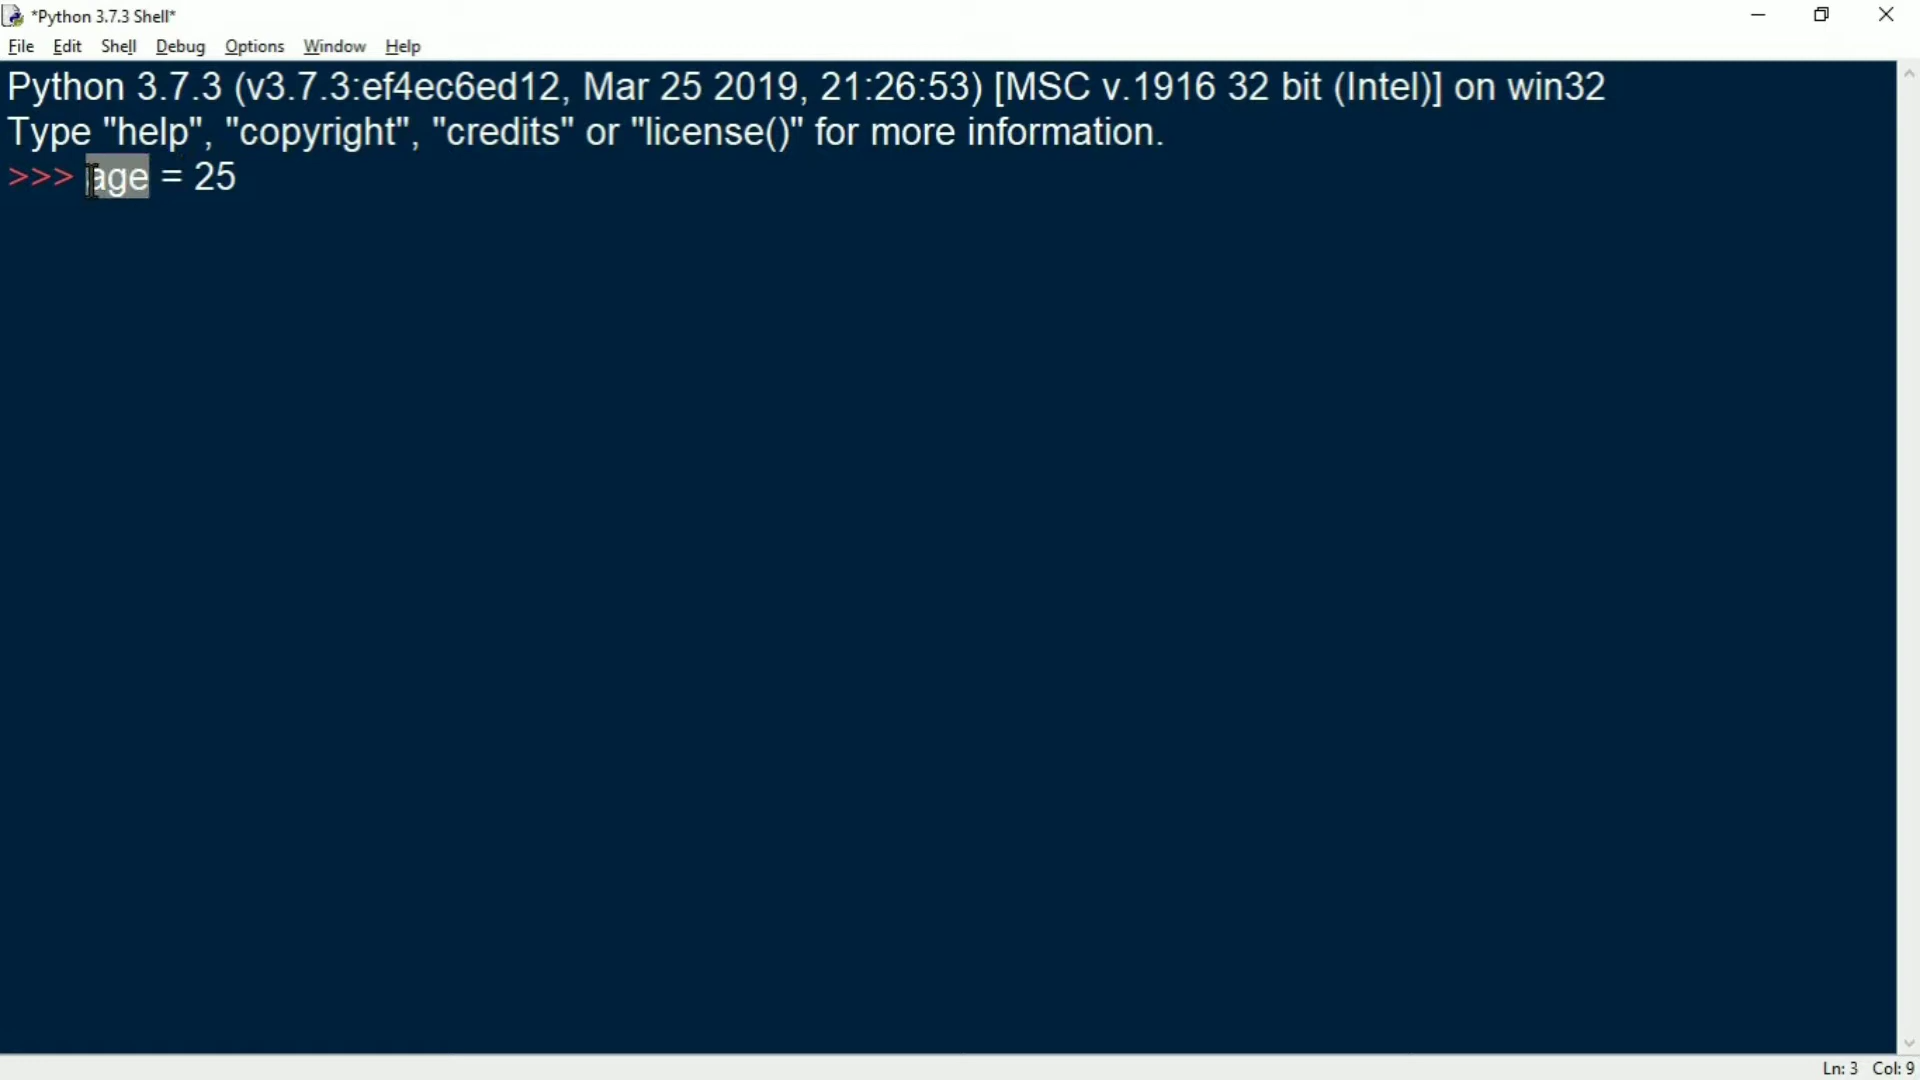 *Python 3.7.3 Shell*
File Edit Shell Debug Options Window Help
Python 3.7.3 (v3.7.3:ef4ec6ed12, Mar 25 2019, 21:26:53) [MSC v.1916 32 bit (Intel)] on win32
Type "help", "copyright", "credits" or "license()" for more information.
>>> age = 25
Ln: 3 Col: 9